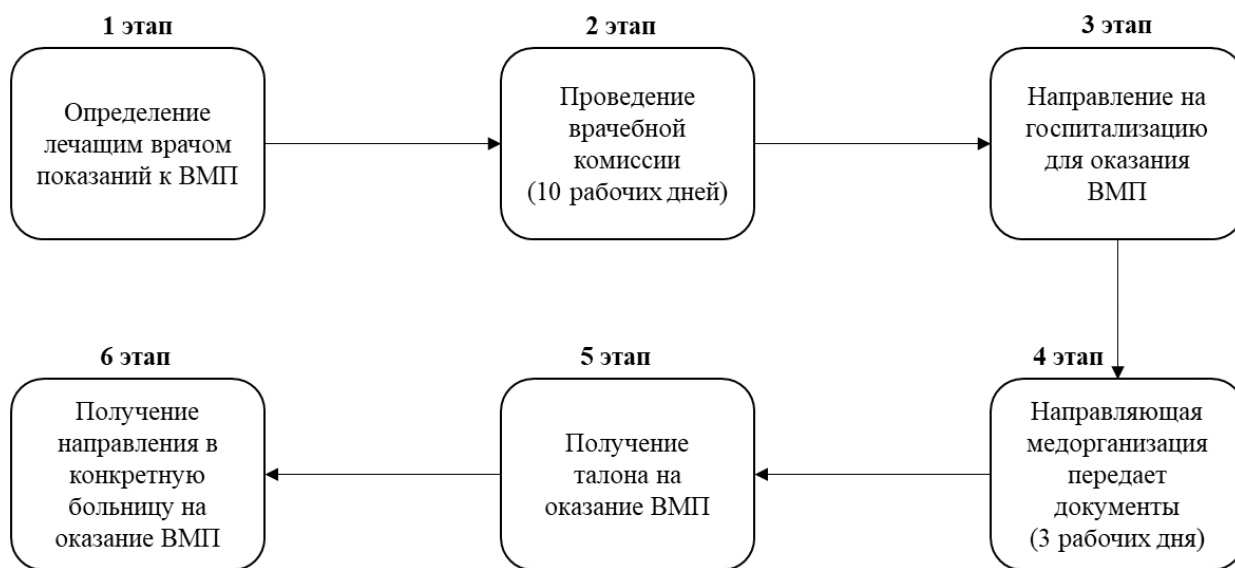 1 этап
Определение
лечащим врачом
показаний к ВМП
2 этап
Проведение
врачебной
комиссии
(10 рабочих дней)
3 этап
Направление на
госпитализацию
для оказания
ВМП
4 этап
Направляющая
медорганизация
передает
документы
(3 рабочих дня)
5 этап
Получение
талона на
оказание ВМП
6 этап
Получение
направления в
конкретную
больницу на
оказание ВМП